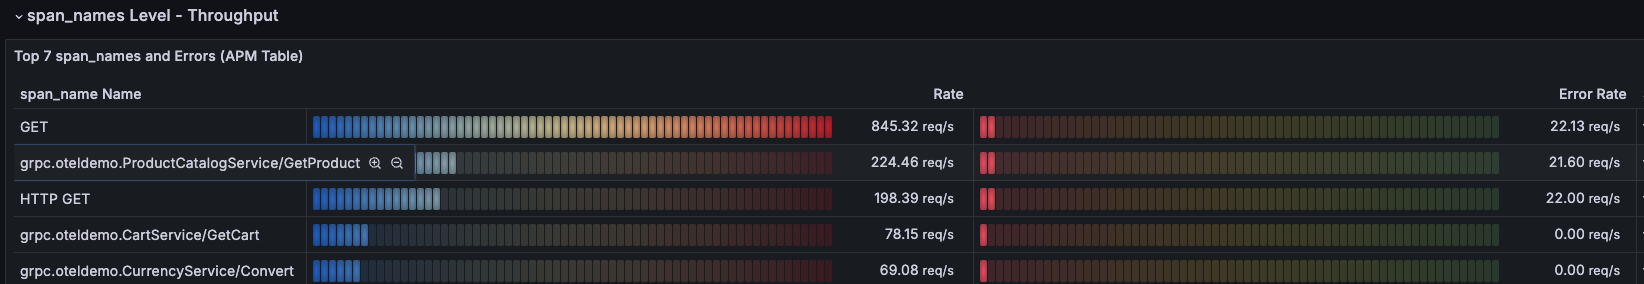 span_names Level - Throughput
Top 7 span_names and Errors (APM Table)
span_name Name Rate Error Rate
GET 845.32 req/s 22.13 req/s
grpc.oteldemo.ProductCatalogService/GetProduct 224.46 req/s 21.60 req/s
HTTP GET 198.39 req/s 22.00 req/s
grpc.oteldemo.CartService/GetCart 78.15 req/s 0.00 req/s
grpc.oteldemo.CurrencyService/Convert 69.08 req/s 0.00 req/s